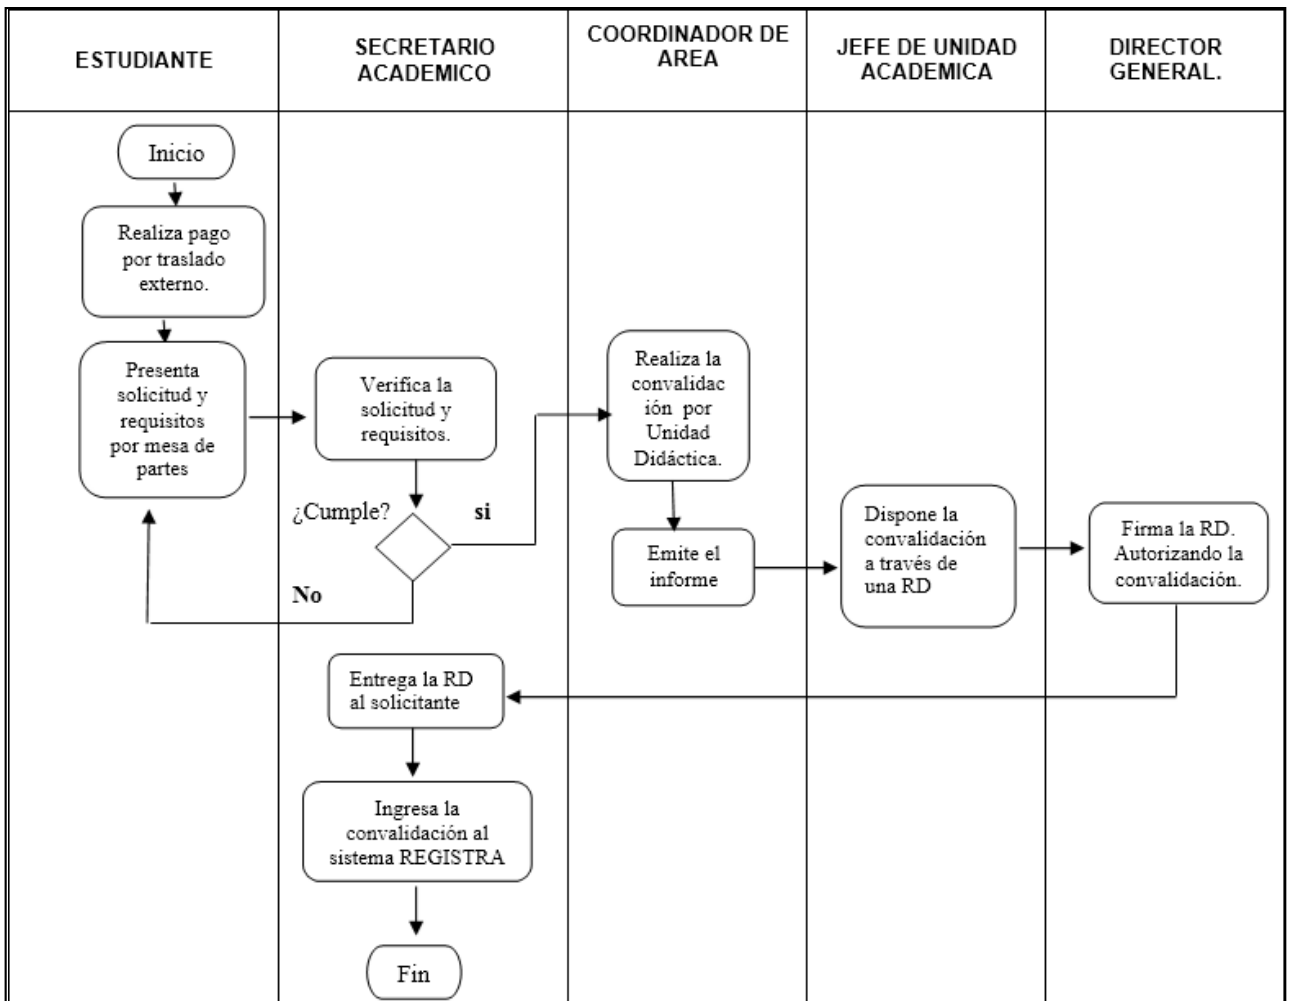 ESTUDIANTE
SECRETARIO
ACADEMICO
COORDINADOR DE
AREA
JEFE DE UNIDAD
ACADEMICA
DIRECTOR
GENERAL.
Inicio
Realiza pago
por traslado
externo.
Presenta
solicitud y
requisitos
por mesa de
partes
Verifica la
solicitud y
requisitos.
¿Cumple?
si
No
Realiza la
convalidac
ión por
Unidad
Didáctica.
Emite el
informe
Dispone la
convalidación
a través de
una RD
Firma la RD.
Autorizando la
convalidación.
Entrega la RD
al solicitante
Ingresa la
convalidación al
sistema REGISTRA
Fin